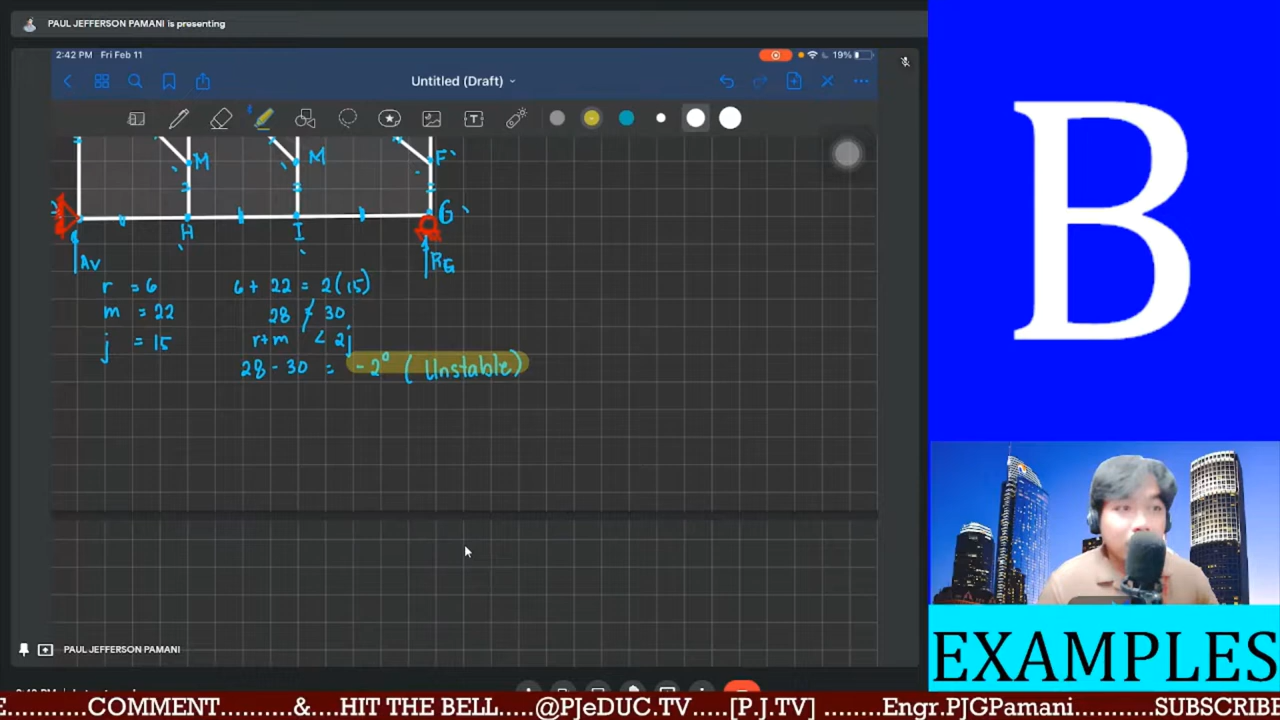 PAUL JEFFERSON PAMANI is presenting
2:42 PM Fri Feb 11
19%
Untitled (Draft)
M
M
F
H
I
G
Av
RG
r = 6
6 + 22 = 2(15)
m = 22
28 ≠ 30
j = 15
r+m < 2j
28 - 30 = -2° (Unstable)
PAUL JEFFERSON PAMANI
B
EXAMPLES
COMMENT.........&....HIT THE BELL.....@PJeDUC.TV.....[P.J.TV] .......Engr.PJGPamani..........SUBSCRIBE